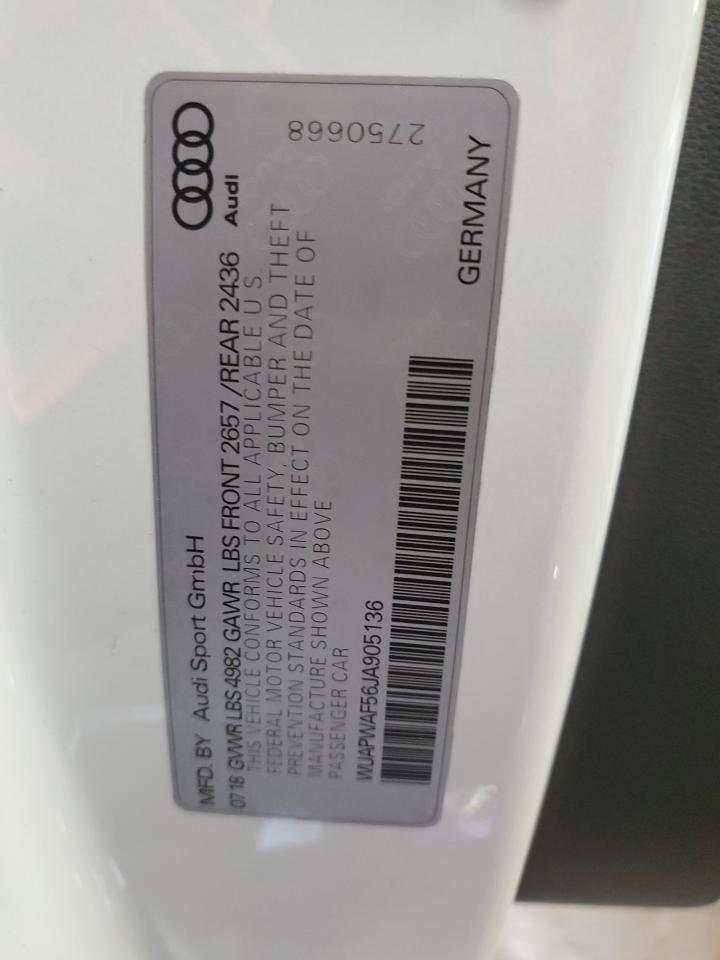 MFD. BY Audi Sport GmbH
Audi
0718 GVWR LBS 4982 GAWR LBS FRONT 2657 /REAR 2436
THIS VEHICLE CONFORMS TO ALL APPLICABLE U S
FEDERAL MOTOR VEHICLE SAFETY, BUMPER AND THEFT
PREVENTION STANDARDS IN EFFECT ON THE DATE OF
MANUFACTURE SHOWN ABOVE
PASSENGER CAR
2750668
WUAPWAF56JA905136
GERMANY